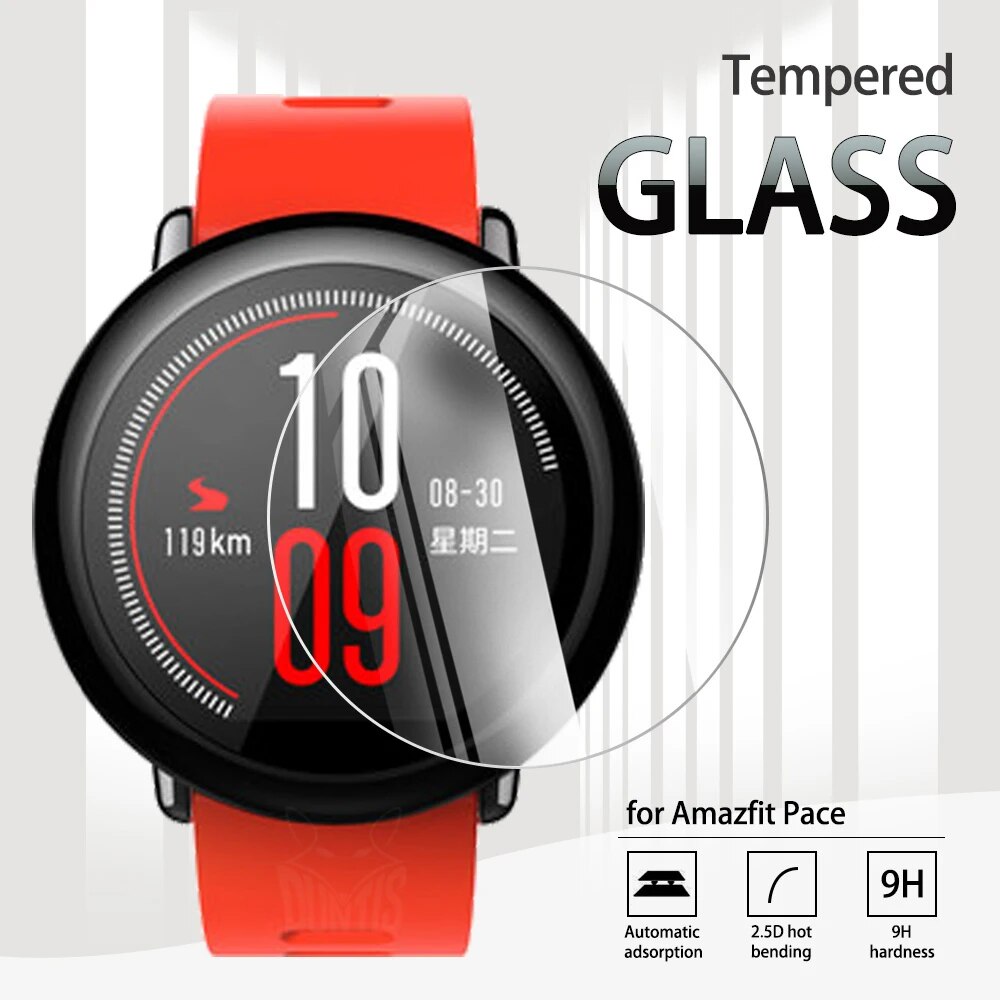 Tempered
GLASS
10
08-30
119km
星期二
09
for Amazfit Pace
9H
Automatic
adsorption
2.5D hot
bending
9H
hardness
DUNTIS